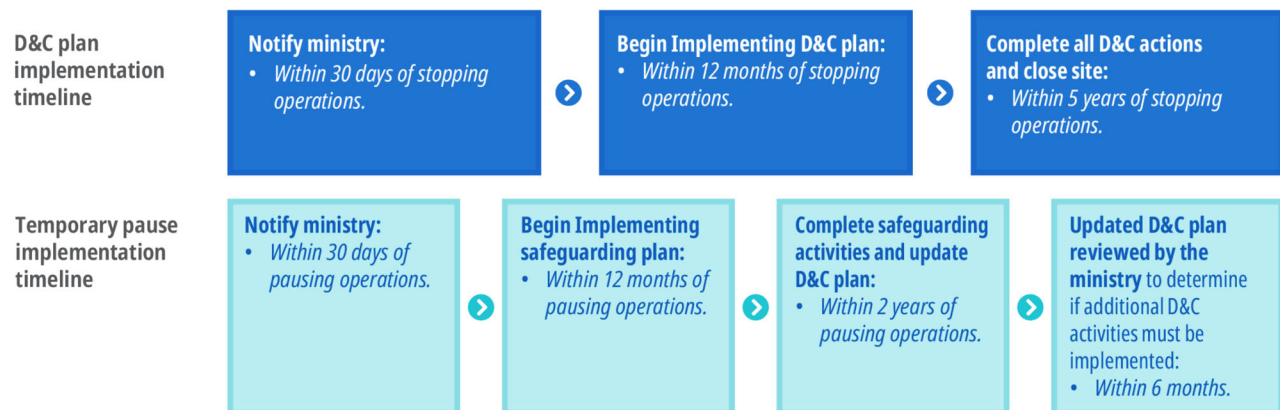 D&C plan
implementation
timeline
Notify ministry:
• Within 30 days of stopping
operations.
Begin Implementing D&C plan:
• Within 12 months of stopping
operations.
Complete all D&C actions
and close site:
• Within 5 years of stopping
operations.
Temporary pause
implementation
timeline
Notify ministry:
• Within 30 days of
pausing operations.
Begin Implementing
safeguarding plan:
• Within 12 months of
pausing operations.
Complete safeguarding
activities and update
D&C plan:
• Within 2 years of
pausing operations.
Updated D&C plan
reviewed by the
ministry to determine
if additional D&C
activities must be
implemented:
• Within 6 months.